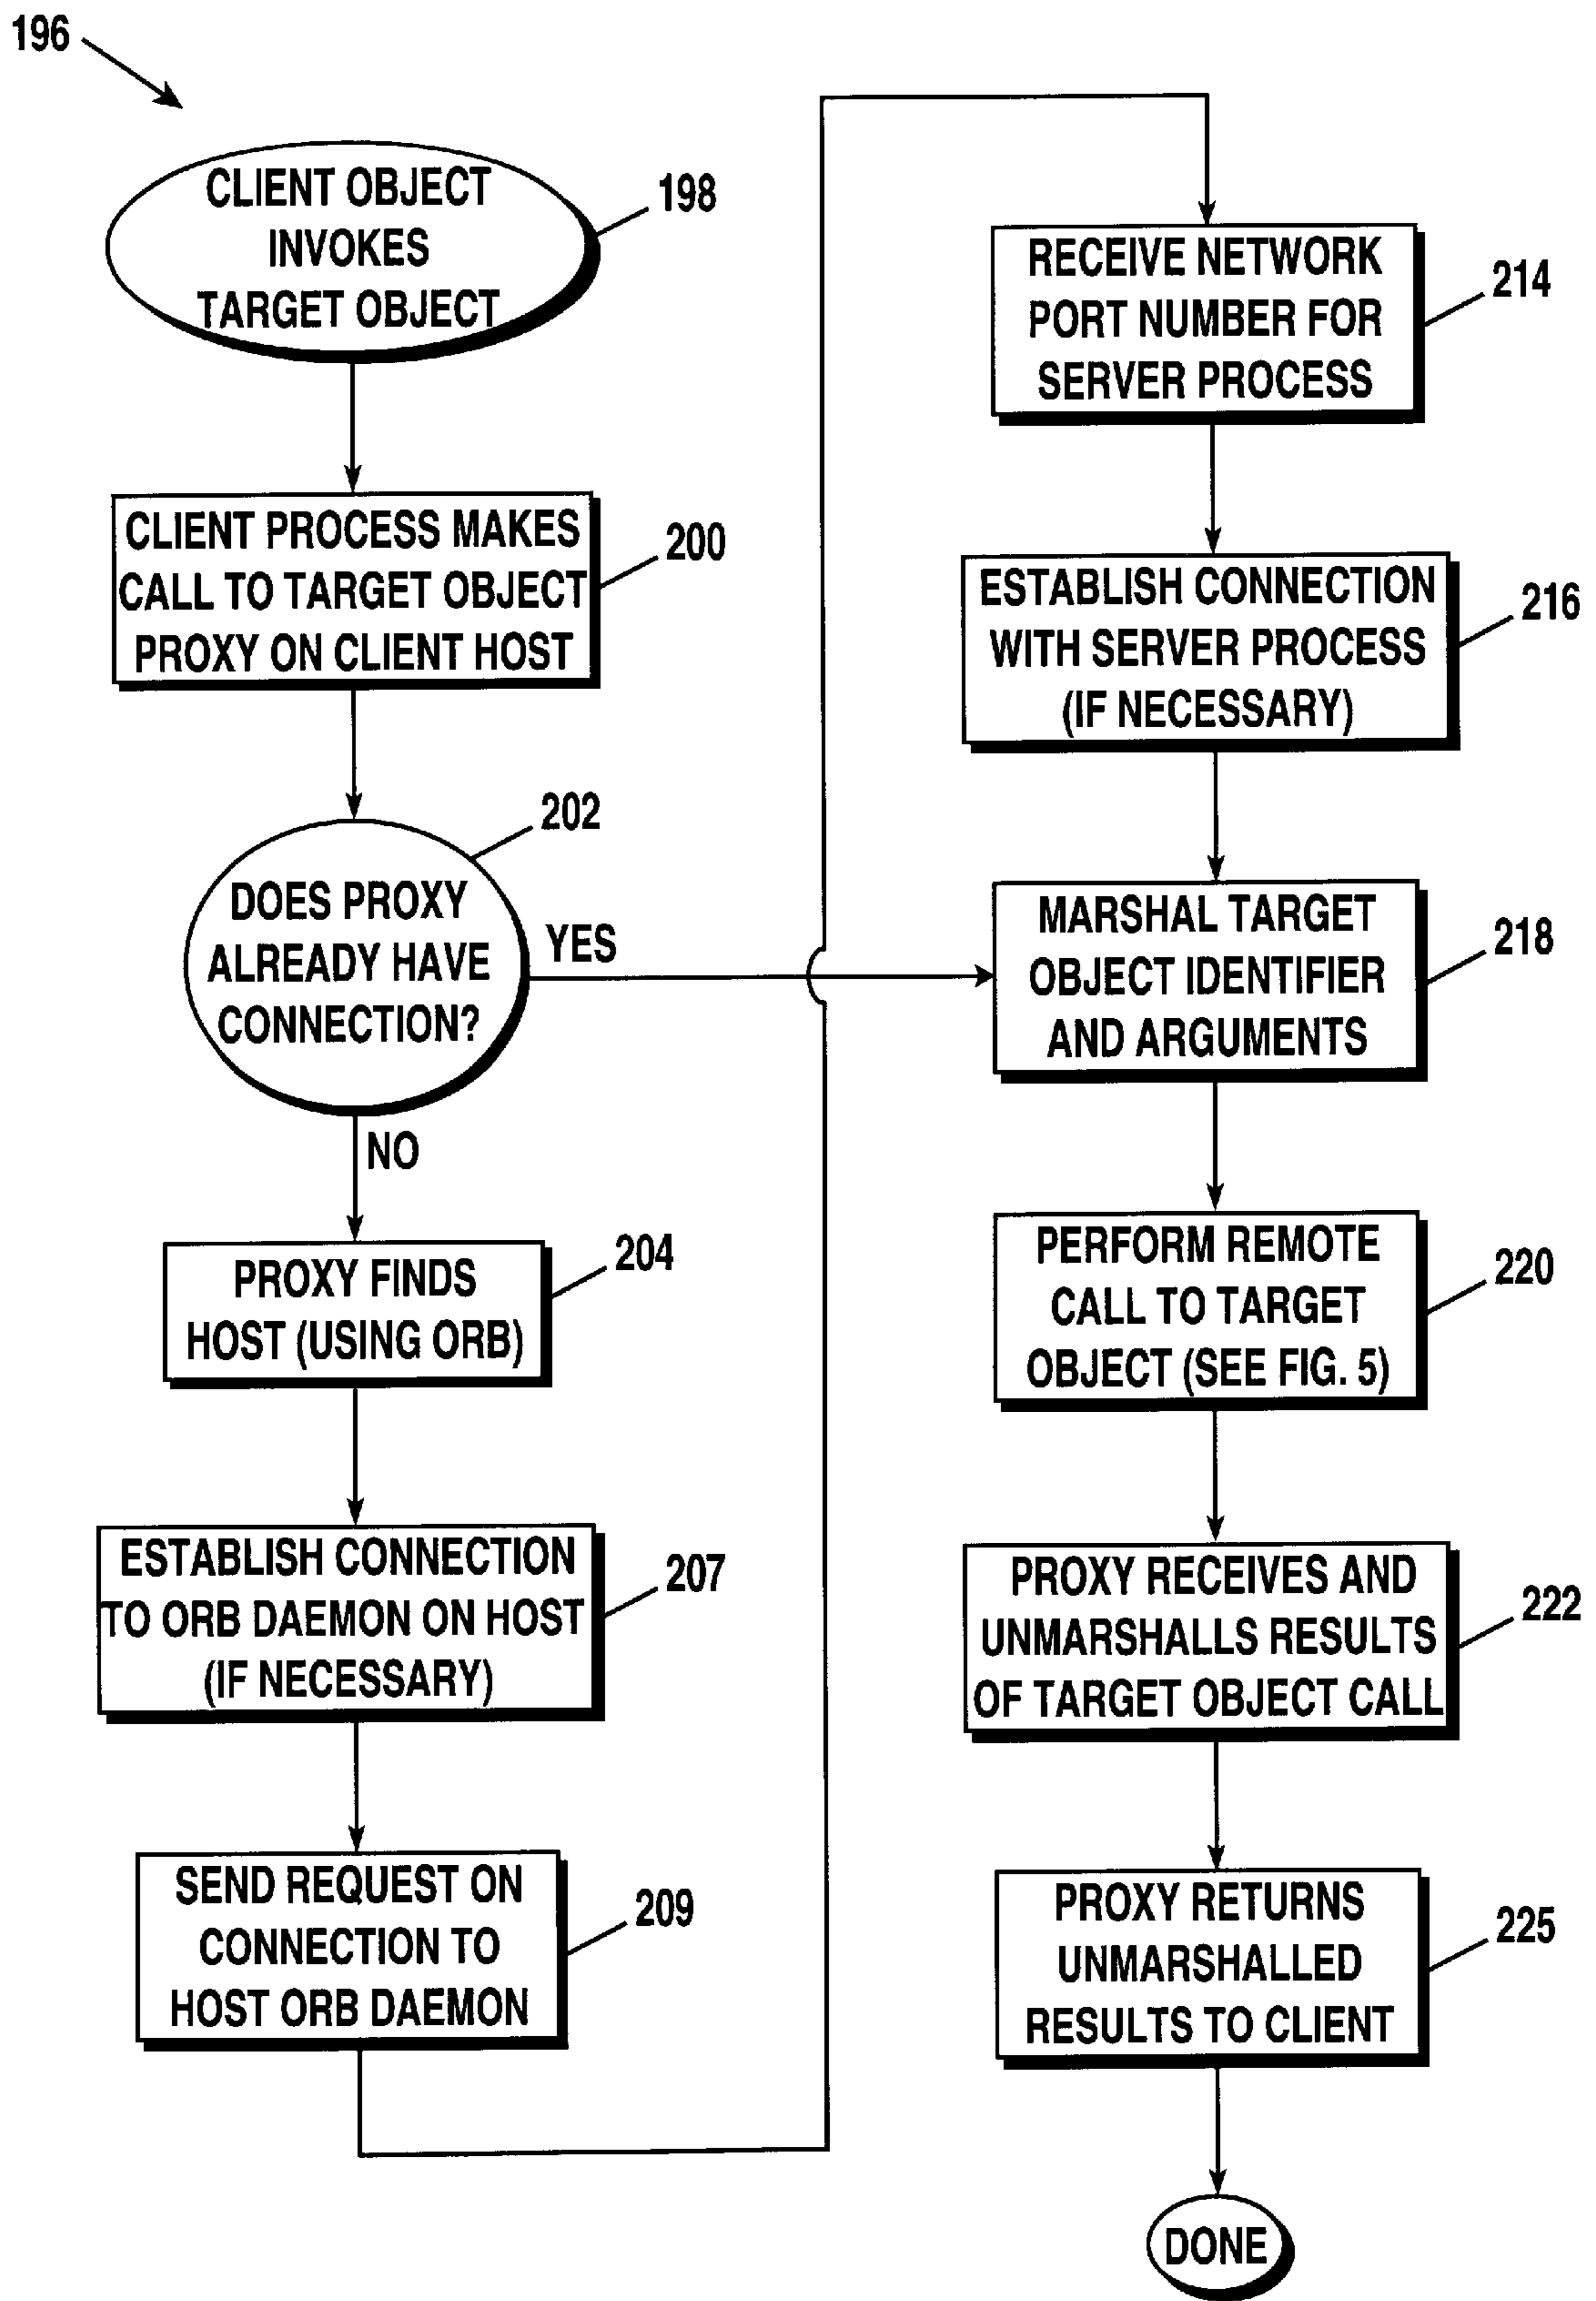 196
CLIENT OBJECT
INVOKES
TARGET OBJECT
198
CLIENT PROCESS MAKES
CALL TO TARGET OBJECT
PROXY ON CLIENT HOST
200
202
DOES PROXY
ALREADY HAVE
CONNECTION?
YES
NO
PROXY FINDS
HOST (USING ORB)
204
ESTABLISH CONNECTION
TO ORB DAEMON ON HOST
(IF NECESSARY)
207
SEND REQUEST ON
CONNECTION TO
HOST ORB DAEMON
209
RECEIVE NETWORK
PORT NUMBER FOR
SERVER PROCESS
214
ESTABLISH CONNECTION
WITH SERVER PROCESS
(IF NECESSARY)
216
MARSHAL TARGET
OBJECT IDENTIFIER
AND ARGUMENTS
218
PERFORM REMOTE
CALL TO TARGET
OBJECT (SEE FIG. 5)
220
PROXY RECEIVES AND
UNMARSHALLS RESULTS
OF TARGET OBJECT CALL
222
PROXY RETURNS
UNMARSHALLED
RESULTS TO CLIENT
225
DONE